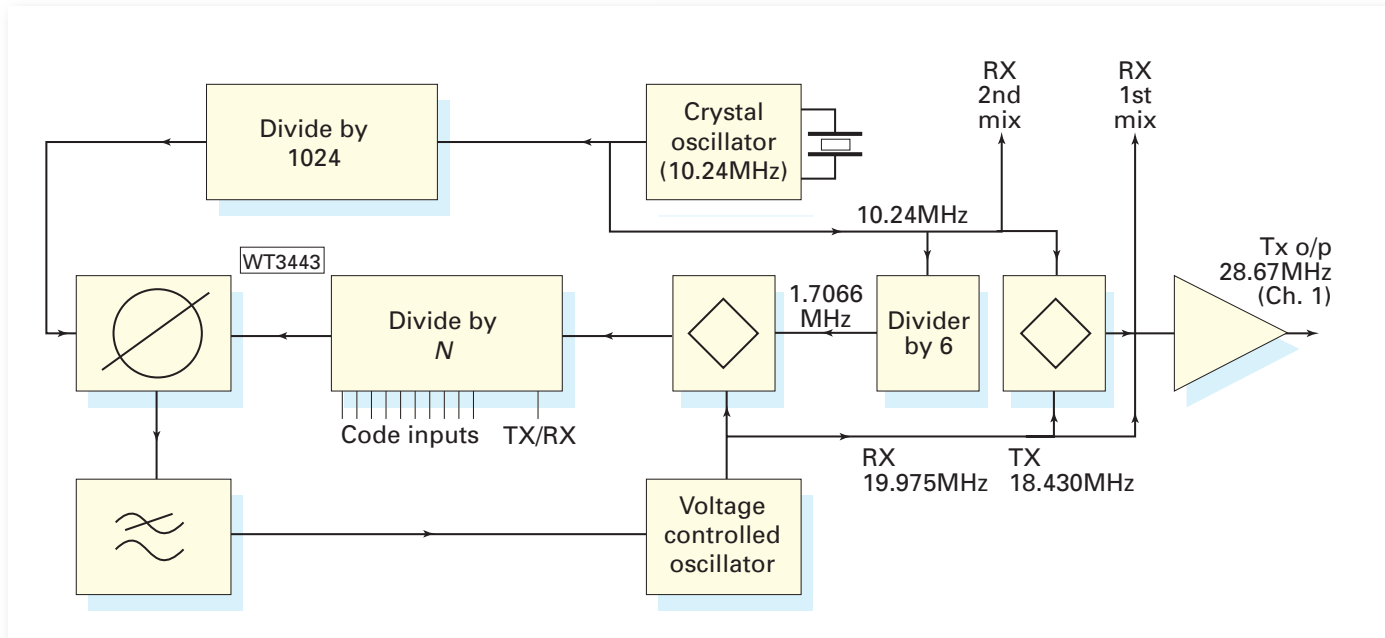 RX
2nd
mix
RX
1st
mix
Divide by
1024
Crystal
oscillator
(10.24MHz)
10.24MHz
Tx o/p
28.67MHz
(Ch. 1)
WT3443
Divide by
N
1.7066
MHz
Divider
by 6
Code inputs
TX/RX
RX
19.975MHz
TX
18.430MHz
Voltage
controlled
oscillator